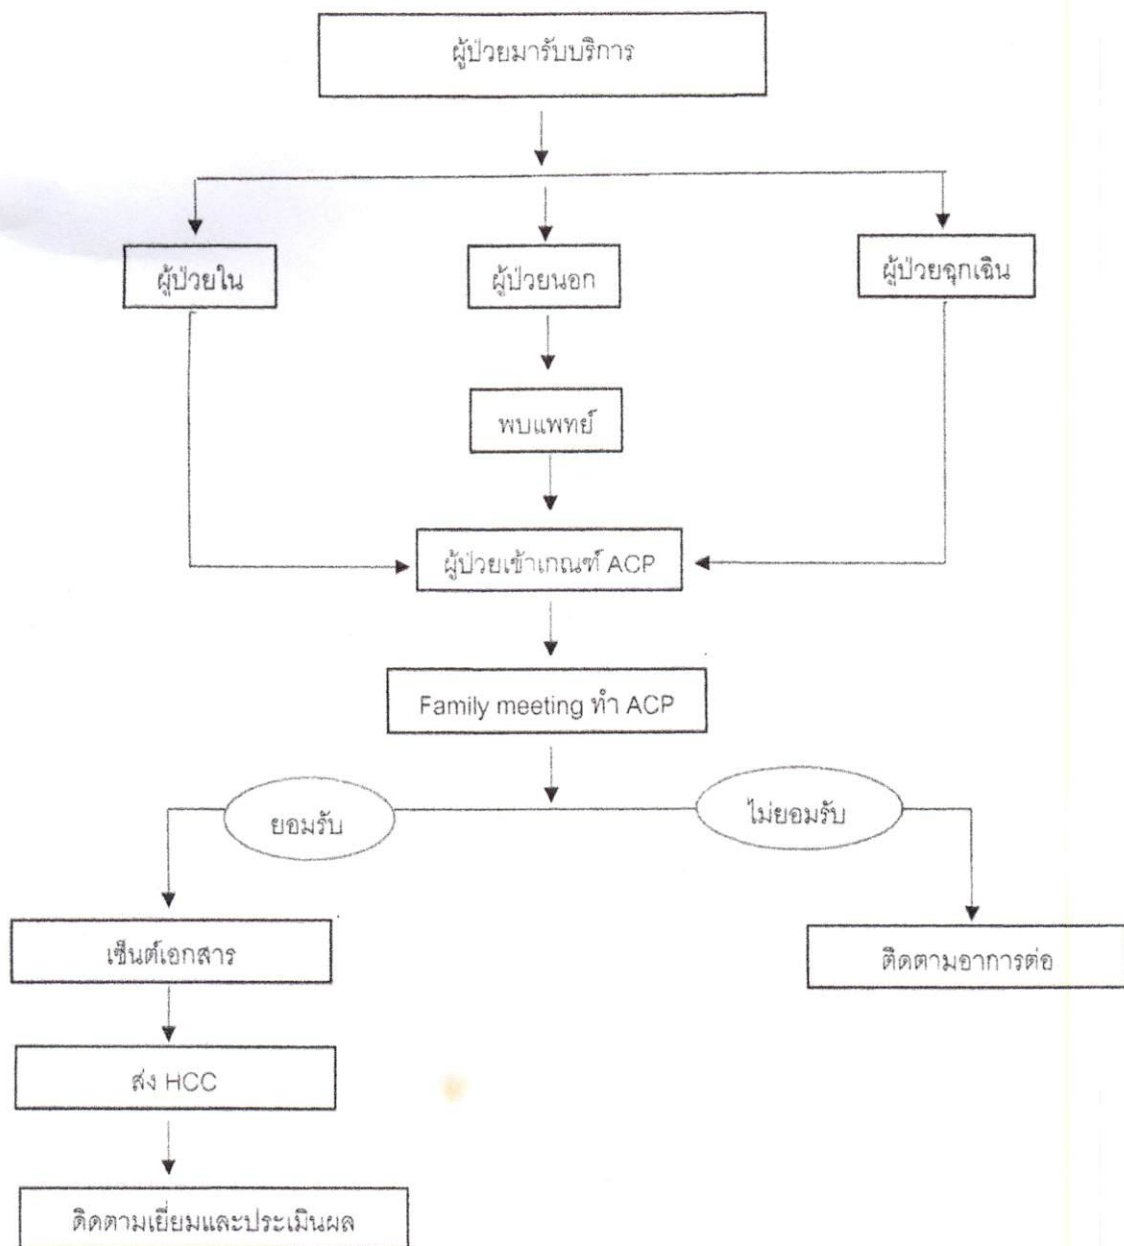 ผู้ป่วยมารับบริการ
ผู้ป่วยใน
ผู้ป่วยนอก
ผู้ป่วยฉุกเฉิน
พบแพทย์
ผู้ป่วยเข้าเกณฑ์ ACP
Family meeting ทำ ACP
ยอมรับ
ไม่ยอมรับ
เซ็นต์เอกสาร
ติดตามอาการต่อ
ส่ง HCC
ติดตามเยี่ยมและประเมินผล